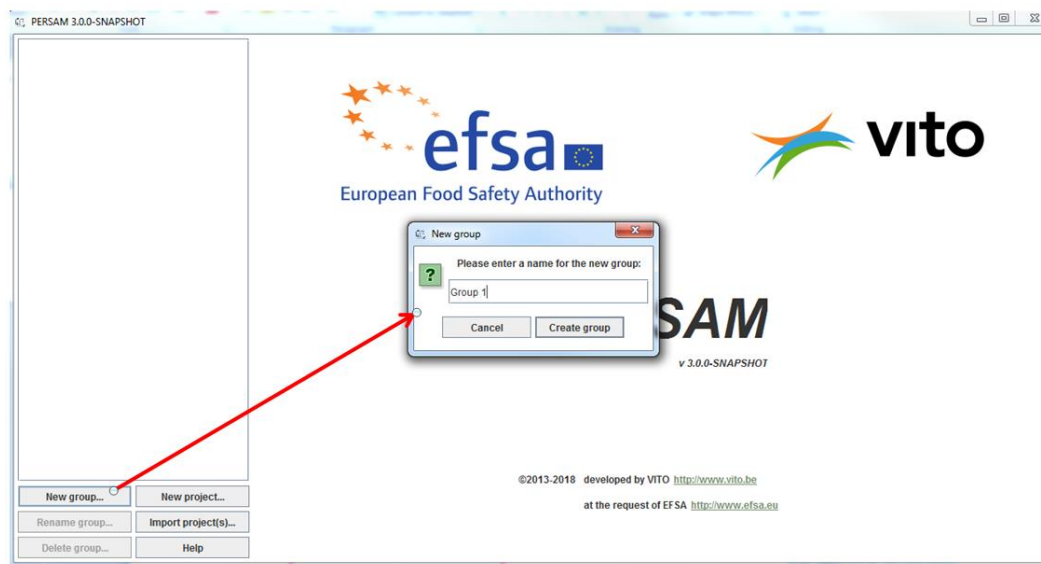 PERSAM 3.0.0-SNAPSHOT
efsa
European Food Safety Authority
vito
New group
Please enter a name for the new group:
Group 1
Cancel
Create group
SAM
v 3.0.0-SNAPSHOT
©2013-2018 developed by VITO http://www.vito.be
at the request of EFSA http://www.efsa.eu
New group...
New project...
Rename group...
Import project(s)...
Delete group...
Help